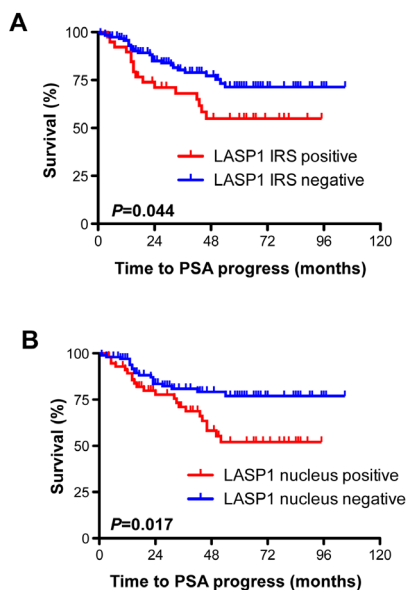 A
Survival (%)
100
75
50
25
0
LASP1 IRS positive
LASP1 IRS negative
P=0.044
0 24 48 72 96 120
Time to PSA progress (months)
B
Survival (%)
100
75
50
25
0
LASP1 nucleus positive
LASP1 nucleus negative
P=0.017
0 24 48 72 96 120
Time to PSA progress (months)